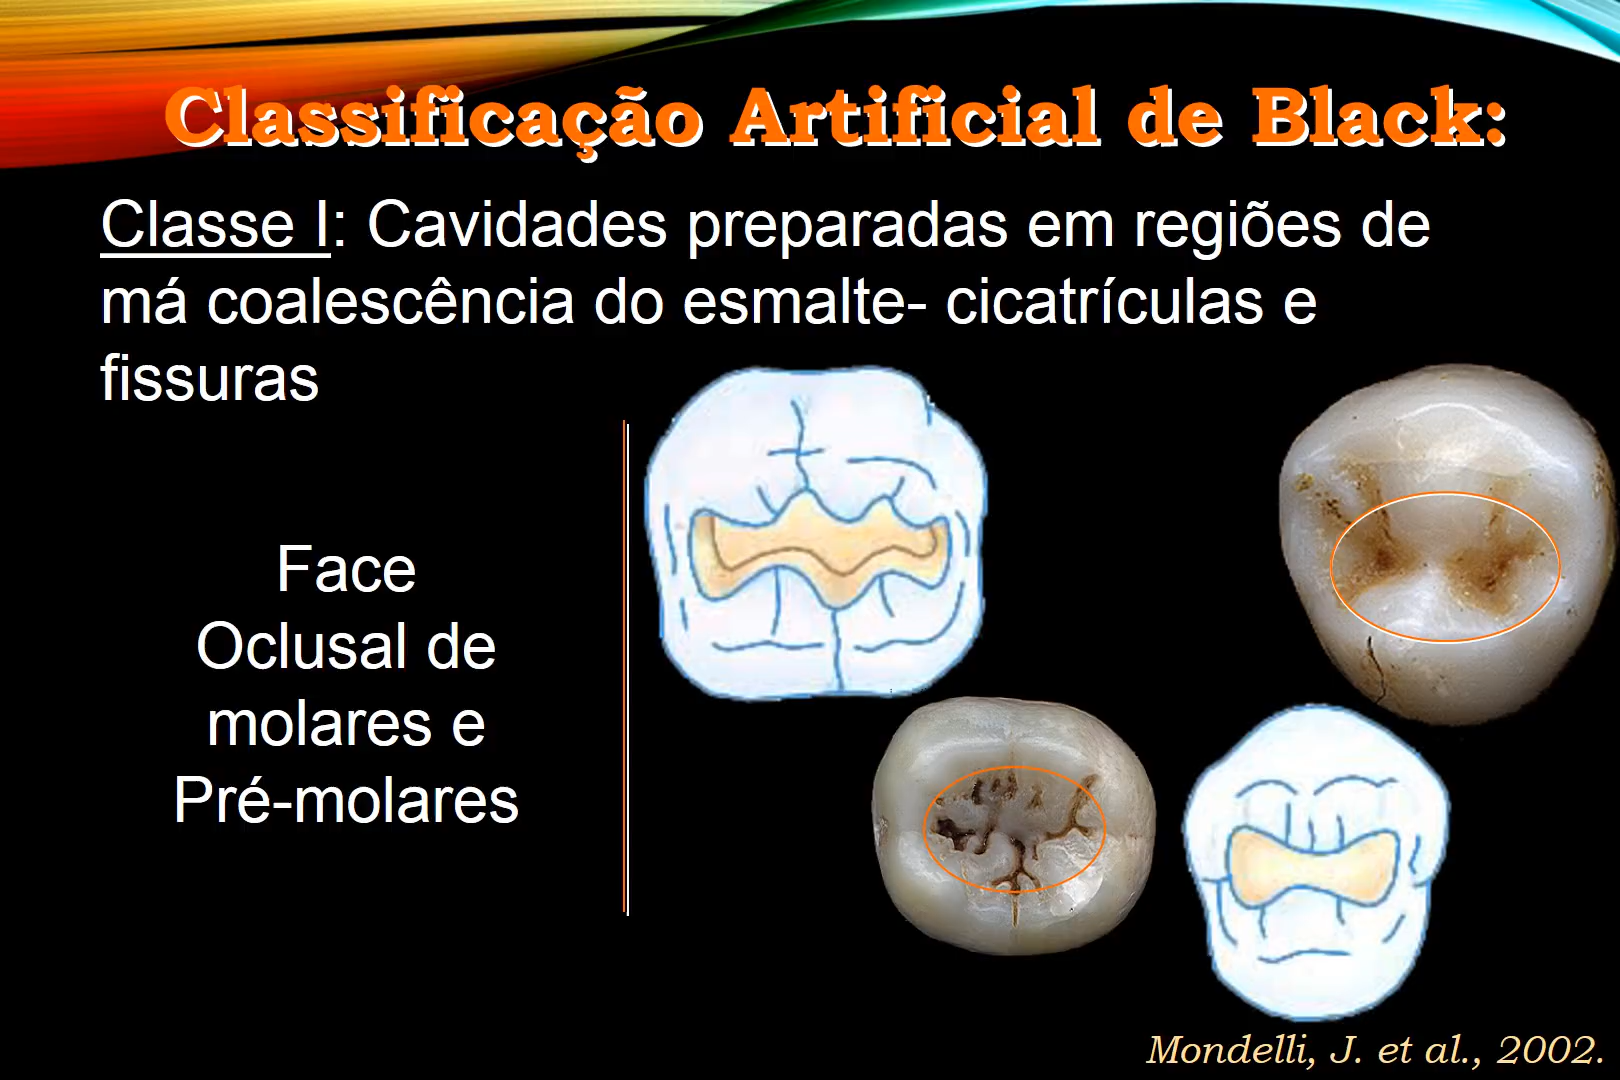 Classificação Artificial de Black:
Classe I: Cavidades preparadas em regiões de
má coalescência do esmalte- cicatrículas e
fissuras
Face
Oclusal de
molares e
Pré-molares
Mondelli, J. et al., 2002.